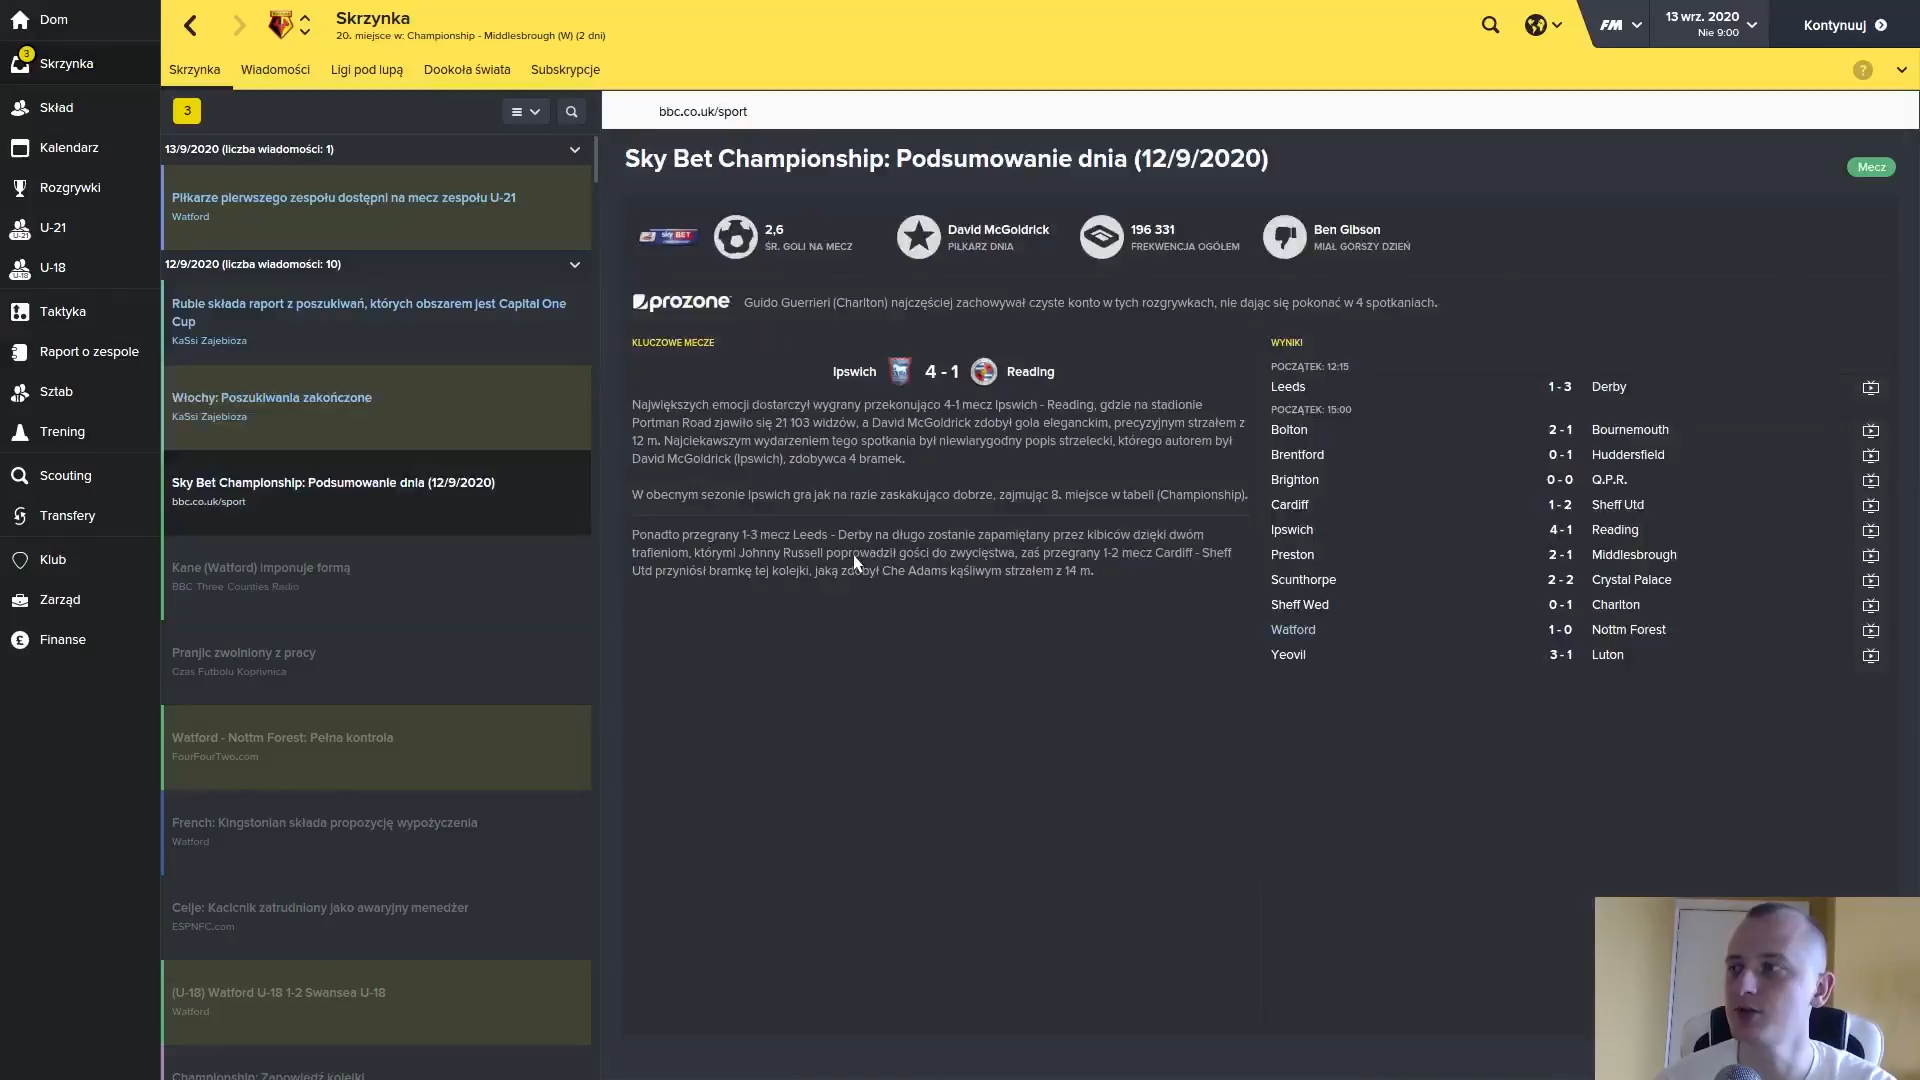 Dom
3
Skrzynka
Skład
Kalendarz
Rozgrywki
U-21
U-18
Taktyka
Raport o zespole
Sztab
Trening
Scouting
Transfery
Klub
Zarząd
Finanse
Skrzynka
20. miejsce w: Championship - Middlesbrough (W) (2 dni)
FM
13 wrz. 2020
Nie 9:00
Kontynuuj
Skrzynka
Wiadomości
Ligi pod lupą
Dookoła świata
Subskrypcje
?
3
13/9/2020 (liczba wiadomości: 1)
Piłkarze pierwszego zespołu dostępni na mecz zespołu U-21
Watford
12/9/2020 (liczba wiadomości: 10)
Rubie składa raport z poszukiwań, których obszarem jest Capital One
Cup
KaSsi Zajebioza
Włochy: Poszukiwania zakończone
KaSsi Zajebioza
Sky Bet Championship: Podsumowanie dnia (12/9/2020)
bbc.co.uk/sport
Kane (Watford) imponuje formą
BBC Three Counties Radio
Pranjic zwolniony z pracy
Czas Futbolu Koprivnica
Watford - Nottm Forest: Pełna kontrola
FourFourTwo.com
French: Kingstonian składa propozycję wypożyczenia
Watford
Celje: Kacicnik zatrudniony jako awaryjny menedżer
ESPNFC.com
(U-18) Watford U-18 1-2 Swansea U-18
Watford
Championship: Zapowiedź kolejki
bbc.co.uk/sport
Sky Bet Championship: Podsumowanie dnia (12/9/2020)
Mecz
sky BET
2,6
ŚR. GOLI NA MECZ
David McGoldrick
PIŁKARZ DNIA
196 331
FREKWENCJA OGÓŁEM
Ben Gibson
MIAŁ GORSZY DZIEŃ
prozone
Guido Guerrieri (Charlton) najczęściej zachowywał czyste konto w tych rozgrywkach, nie dając się pokonać w 4 spotkaniach.
KLUCZOWE MECZE
Ipswich 4 - 1 Reading
Największych emocji dostarczył wygrany przekonująco 4-1 mecz Ipswich - Reading, gdzie na stadionie
Portman Road zjawiło się 21 103 widzów, a David McGoldrick zdobył gola eleganckim, precyzyjnym strzałem z
12 m. Najciekawszym wydarzeniem tego spotkania był niewiarygodny popis strzelecki, którego autorem był
David McGoldrick (Ipswich), zdobywca 4 bramek.
W obecnym sezonie Ipswich gra jak na razie zaskakująco dobrze, zajmując 8. miejsce w tabeli (Championship).
Ponadto przegrany 1-3 mecz Leeds - Derby na długo zostanie zapamiętany przez kibiców dzięki dwóm
trafieniom, którymi Johnny Russell poprowadził gości do zwycięstwa, zaś przegrany 1-2 mecz Cardiff - Sheff
Utd przyniósł bramkę tej kolejki, jaką zdobył Che Adams kąśliwym strzałem z 14 m.
WYNIKI
POCZĄTEK: 12:15
Leeds 1 - 3 Derby
POCZĄTEK: 15:00
Bolton 2 - 1 Bournemouth
Brentford 0 - 1 Huddersfield
Brighton 0 - 0 Q.P.R.
Cardiff 1 - 2 Sheff Utd
Ipswich 4 - 1 Reading
Preston 2 - 1 Middlesbrough
Scunthorpe 2 - 2 Crystal Palace
Sheff Wed 0 - 1 Charlton
Watford 1 - 0 Nottm Forest
Yeovil 3 - 1 Luton